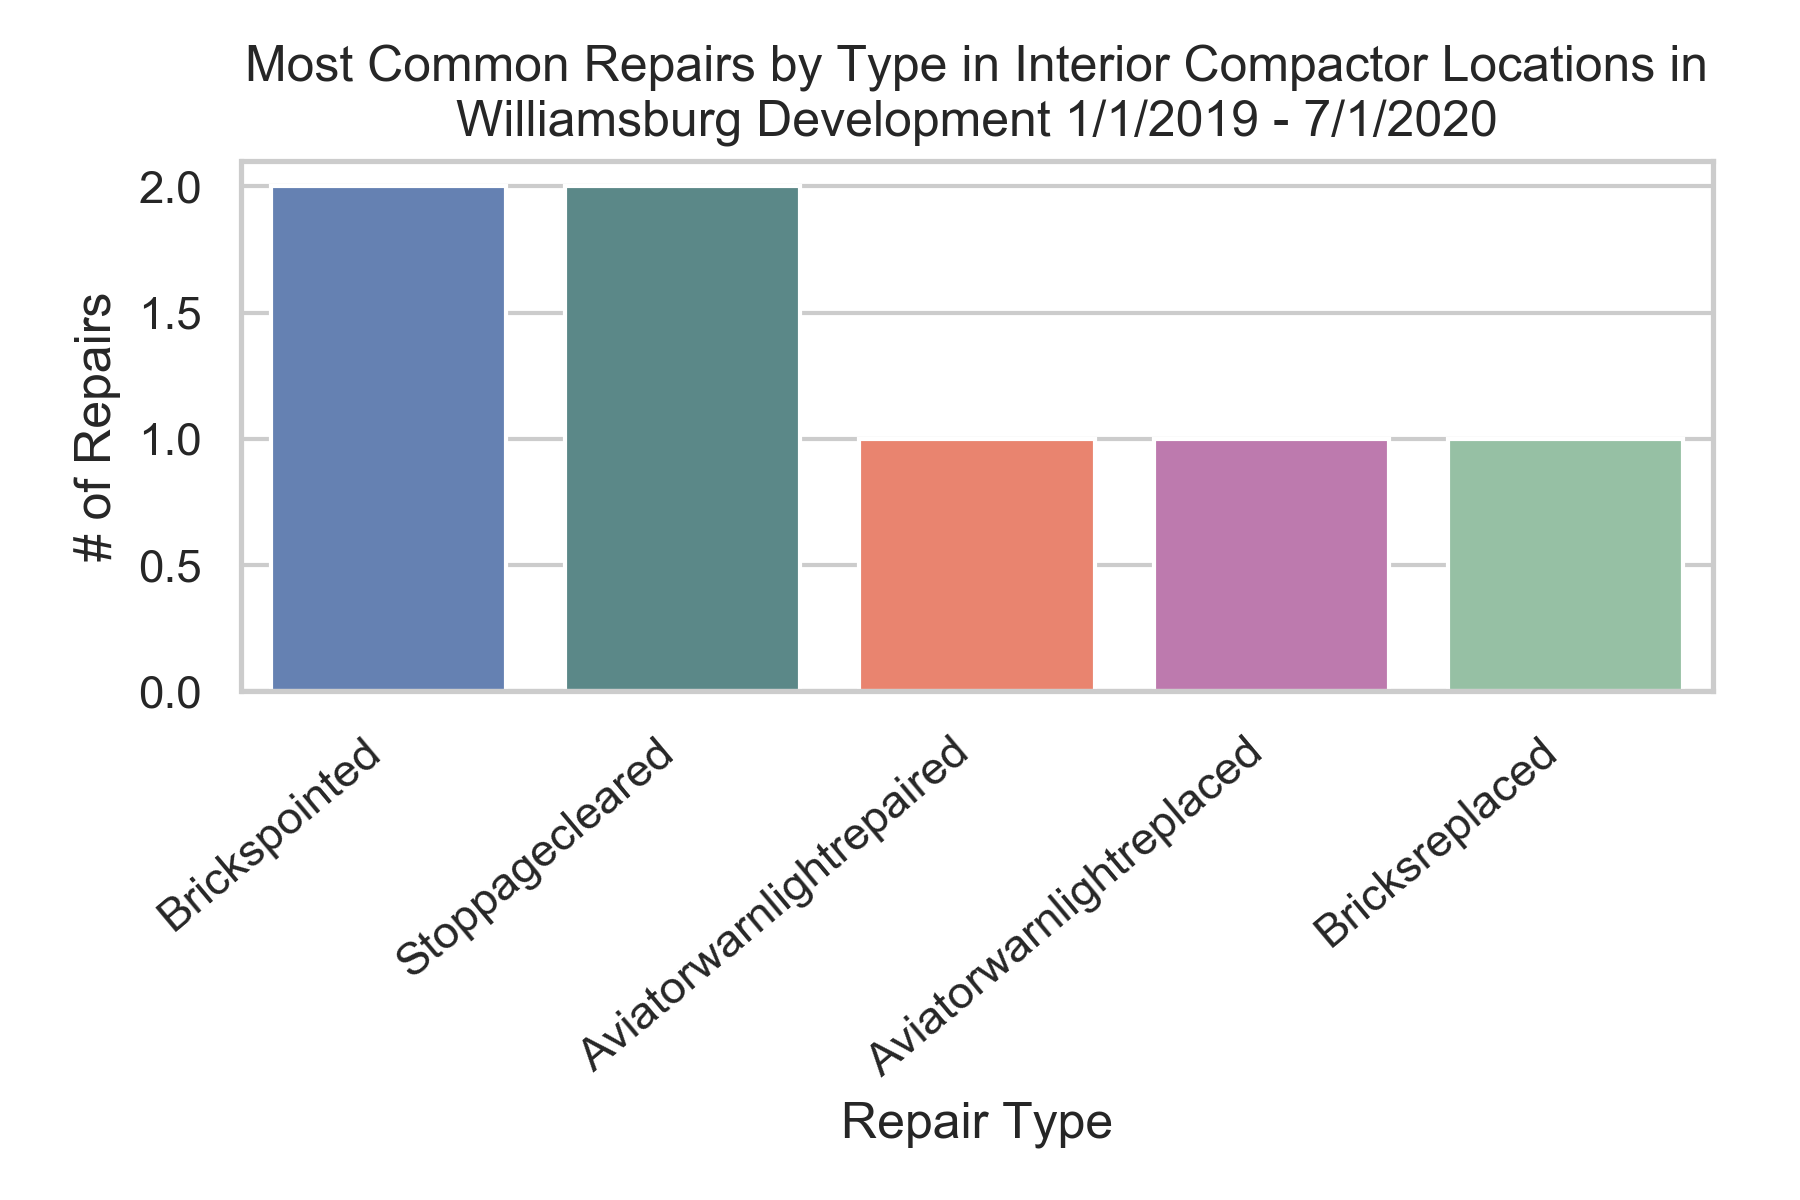 Most Common Repairs by Type in Interior Compactor Locations in
Williamsburg Development 1/1/2019 - 7/1/2020
# of Repairs
2.0
1.5
1.0
0.5
0.0
Brickspointed
Stoppagecleared
Aviatorwarnlightrepaired
Aviatorwarnlightreplaced
Bricksreplaced
Repair Type